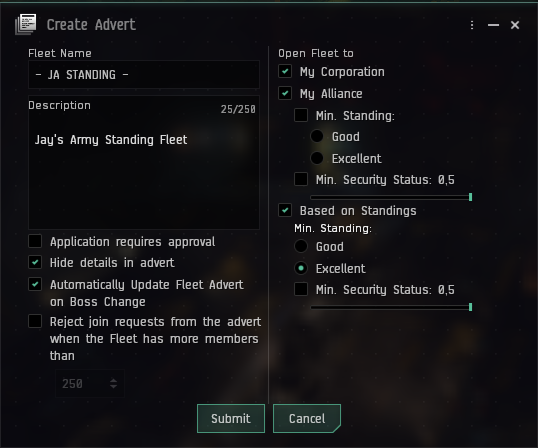 Create Advert
Fleet Name
- JA STANDING -
Description
25/250
Jay's Army Standing Fleet
Application requires approval
Hide details in advert
Automatically Update Fleet Advert
on Boss Change
Reject join requests from the advert
when the Fleet has more members
than
250
Open Fleet to
My Corporation
My Alliance
Min. Standing:
Good
Excellent
Min. Security Status: 0,5
Based on Standings
Min. Standing:
Good
Excellent
Min. Security Status: 0,5
Submit
Cancel